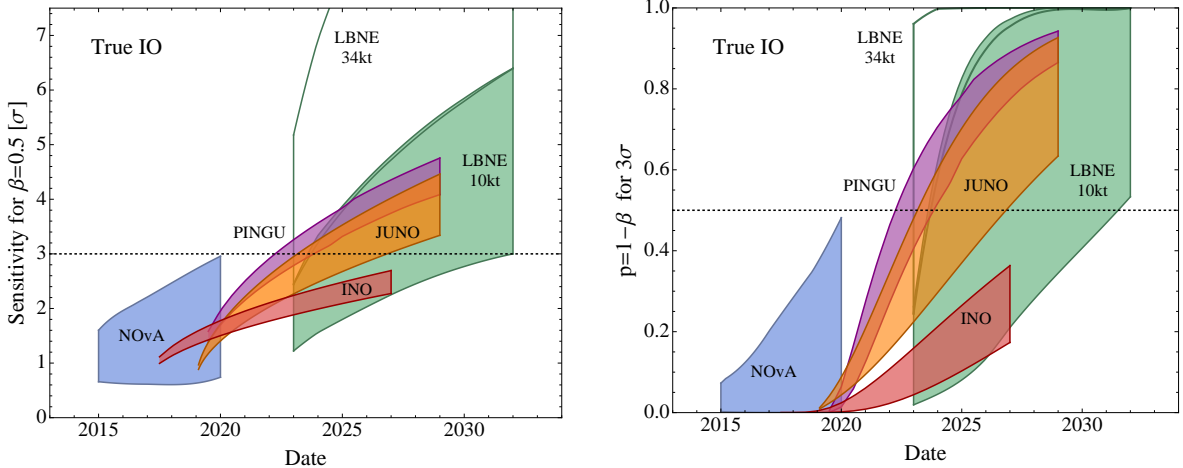 True IO
LBNE
34kt
LBNE
10kt
PINGU
JUNO
INO
NOνA
Sensitivity for β=0.5 [σ]
0
1
2
3
4
5
6
7
2015 2020 2025 2030
Date
True IO
LBNE
34kt
PINGU
JUNO
LBNE
10kt
INO
NOνA
p=1−β for 3σ
0.0
0.2
0.4
0.6
0.8
1.0
2015 2020 2025 2030
Date